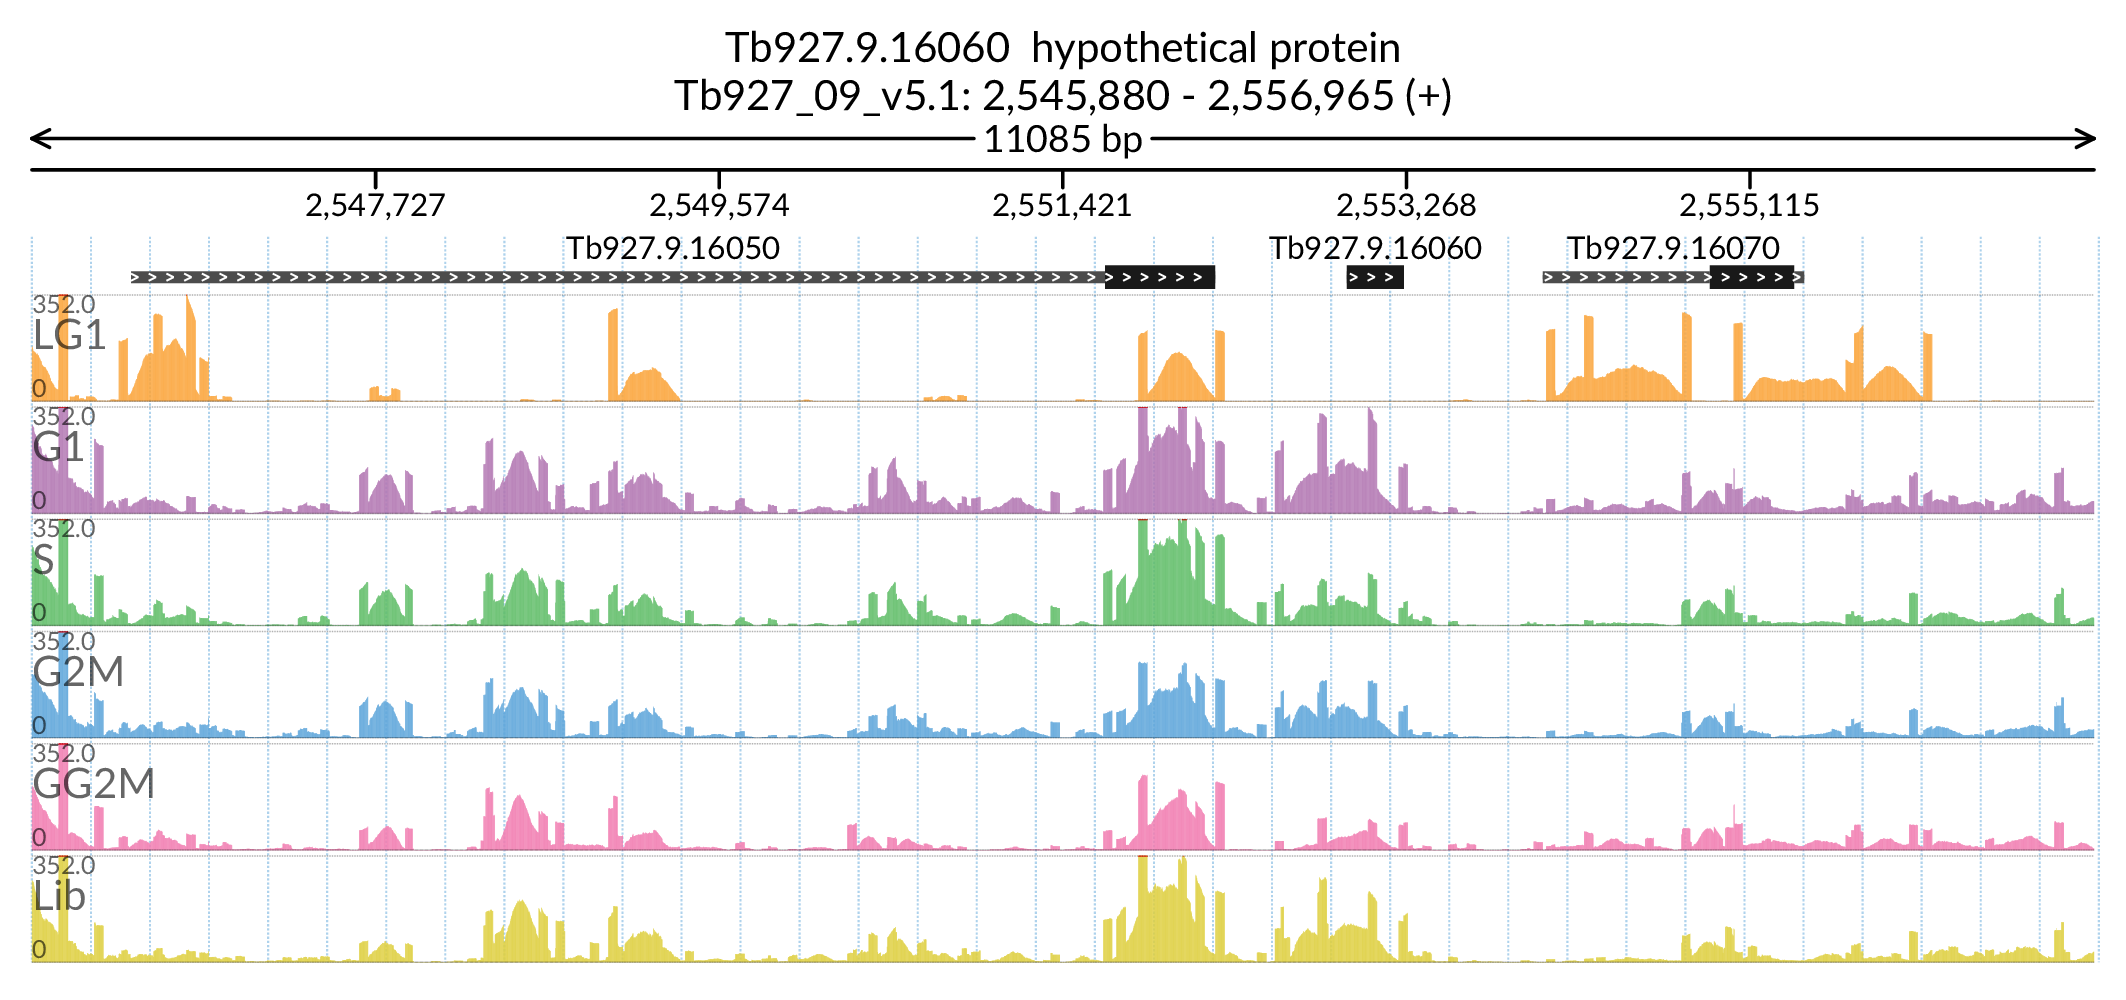 Tb927.9.16060  hypothetical protein
Tb927_09_v5.1: 2,545,880 - 2,556,965 (+)
11085 bp
2,547,727 2,549,574 2,551,421 2,553,268 2,555,115
Tb927.9.16050 Tb927.9.16060 Tb927.9.16070
352.0
LG1
0
352.0
G1
0
352.0
S
0
352.0
G2M
0
352.0
GG2M
0
352.0
Lib
0